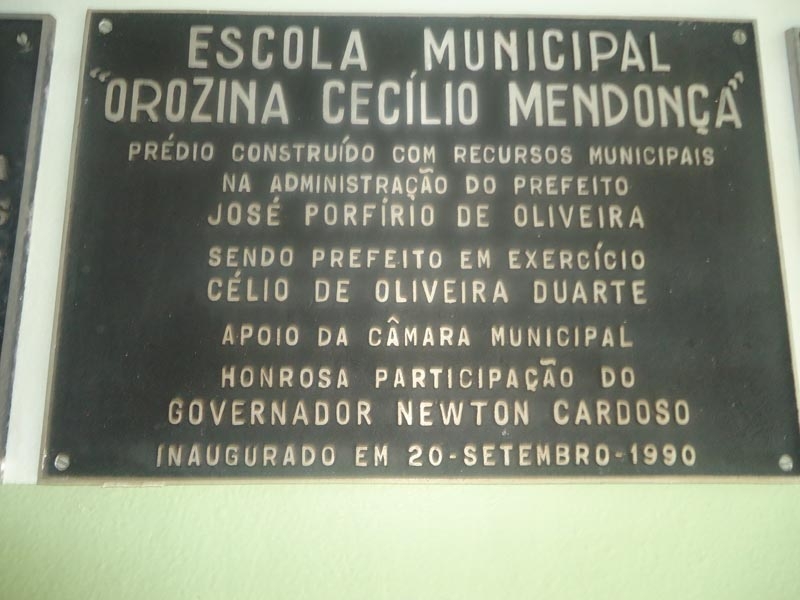 ESCOLA MUNICIPAL
"OROZINA CECÍLIO MENDONÇA"
PRÉDIO CONSTRUÍDO COM RECURSOS MUNICIPAIS
NA ADMINISTRAÇÃO DO PREFEITO
JOSÉ PORFÍRIO DE OLIVEIRA
SENDO PREFEITO EM EXERCÍCIO
CÉLIO DE OLIVEIRA DUARTE
APOIO DA CÂMARA MUNICIPAL
HONROSA PARTICIPAÇÃO DO
GOVERNADOR NEWTON CARDOSO
INAUGURADO EM 20-SETEMBRO-1990